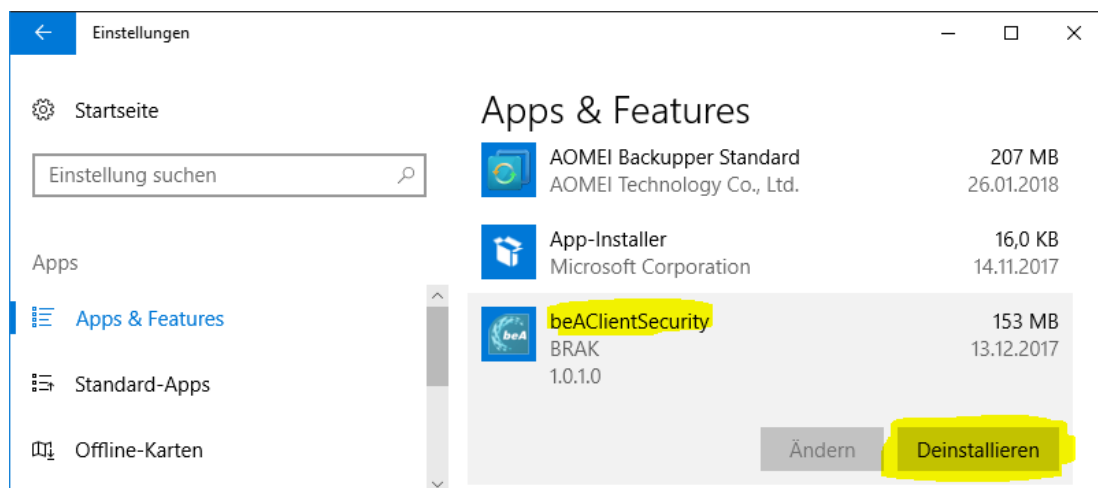 Einstellungen
Startseite
Einstellung suchen
Apps
Apps & Features
Standard-Apps
Offline-Karten
Apps & Features
AOMEI Backupper Standard 207 MB
AOMEI Technology Co., Ltd. 26.01.2018
App-Installer 16,0 KB
Microsoft Corporation 14.11.2017
beA
beAClientSecurity 153 MB
BRAK 13.12.2017
1.0.1.0
Ändern Deinstallieren